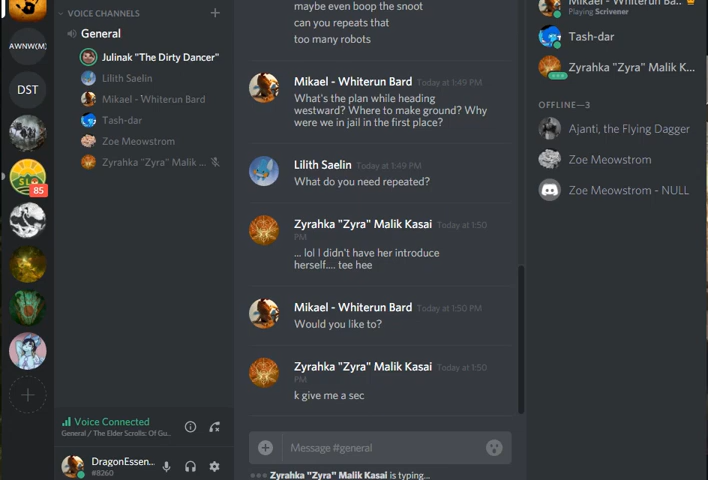 AWNW(M)
DST
85
VOICE CHANNELS
General
Julinak "The Dirty Dancer"
Lilith Saelin
Mikael - Whiterun Bard
Tash-dar
Zoe Meowstrom
Zyrahka "Zyra" Malik ...
Voice Connected
General / The Elder Scrolls: Of Gu...
DragonEssen...
#8260
maybe even boop the snoot
can you repeats that
too many robots
Mikael - Whiterun Bard Today at 1:49 PM
What's the plan while heading
westward? Where to make ground? Why
were we in jail in the first place?
Lilith Saelin Today at 1:49 PM
What do you need repeated?
Zyrahka "Zyra" Malik Kasai Today at 1:50
PM
... lol I didn't have her introduce
herself.... tee hee
Mikael - Whiterun Bard Today at 1:50 PM
Would you like to?
Zyrahka "Zyra" Malik Kasai Today at 1:50
PM
k give me a sec
Message #general
Zyrahka "Zyra" Malik Kasai is typing...
Mikael - Whiterun Ba...
Playing Scrivener
Tash-dar
Zyrahka "Zyra" Malik K...
OFFLINE—3
Ajanti, the Flying Dagger
Zoe Meowstrom
Zoe Meowstrom - NULL